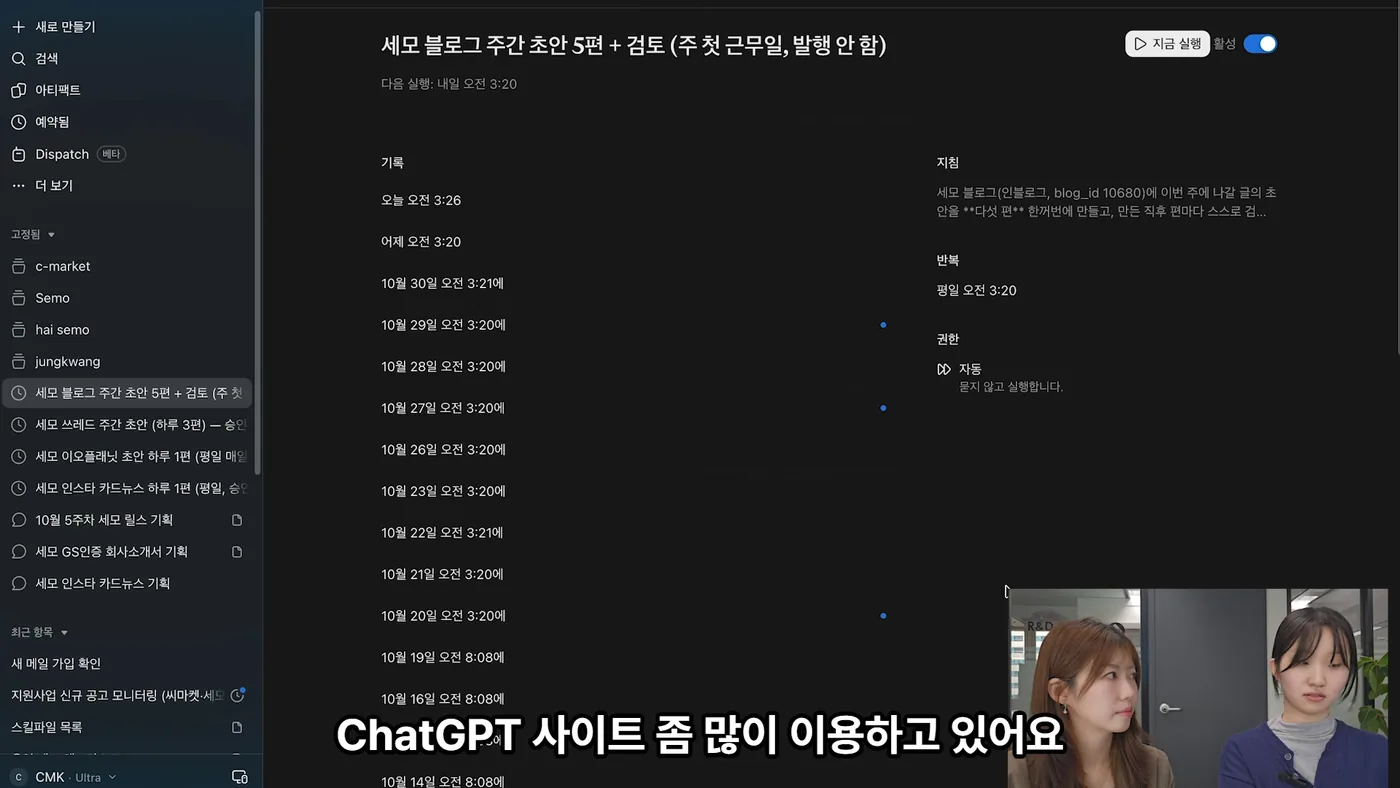 새로 만들기
검색
아티팩트
예약됨
Dispatch 베타
더 보기
고정됨
c-market
Semo
hai semo
jungkwang
세모 블로그 주간 초안 5편 + 검토 (주 첫
세모 쓰레드 주간 초안 (하루 3편) — 승인
세모 이오플래닛 초안 하루 1편 (평일 매일
세모 인스타 카드뉴스 하루 1편 (평일, 승인
10월 5주차 세모 릴스 기획
세모 GS인증 회사소개서 기획
세모 인스타 카드뉴스 기획
최근 항목
새 메일 가입 확인
지원사업 신규 공고 모니터링 (씨마켓·세모
스킬파일 목록
C CMK · Ultra
세모 블로그 주간 초안 5편 + 검토 (주 첫 근무일, 발행 안 함)
지금 실행 활성
다음 실행: 내일 오전 3:20
기록
오늘 오전 3:26
어제 오전 3:20
10월 30일 오전 3:21에
10월 29일 오전 3:20에
10월 28일 오전 3:20에
10월 27일 오전 3:20에
10월 26일 오전 3:20에
10월 23일 오전 3:20에
10월 22일 오전 3:21에
10월 21일 오전 3:20에
10월 20일 오전 3:20에
10월 19일 오전 8:08에
10월 16일 오전 8:08에
10월 14일 오전 8:08에
지침
세모 블로그(인블로그, blog_id 10680)에 이번 주에 나갈 글의 초
안을 **다섯 편** 한꺼번에 만들고, 만든 직후 편마다 스스로 검...
반복
평일 오전 3:20
권한
자동
묻지 않고 실행합니다.
R&D
ChatGPT 사이트 좀 많이 이용하고 있어요